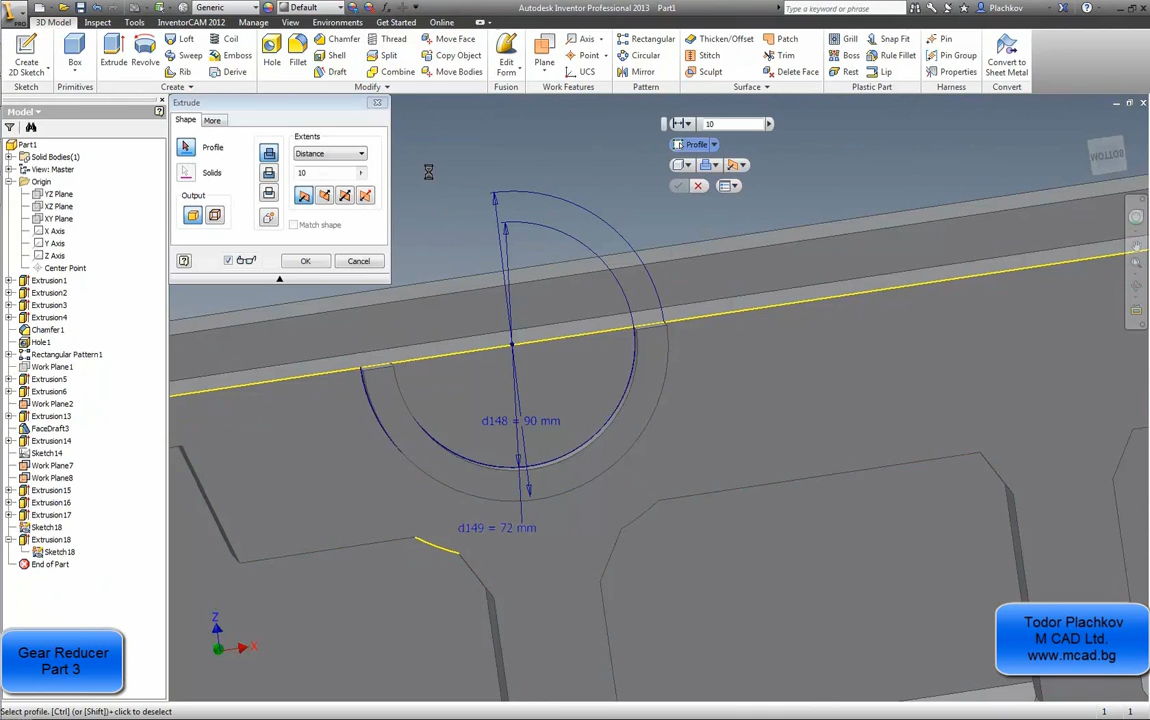 PRO
Generic
Default
Autodesk Inventor Professional 2013 Part1
Type a keyword or phrase
Plachkov
3D Model
Inspect
Tools
InventorCAM 2012
Manage
View
Environments
Get Started
Online
Create
2D Sketch
Box
Extrude
Revolve
Loft
Sweep
Rib
Coil
Emboss
Derive
Hole
Fillet
Chamfer
Shell
Draft
Thread
Split
Combine
Move Face
Copy Object
Move Bodies
Edit
Form
Plane
Axis
Point
UCS
Rectangular
Circular
Mirror
Thicken/Offset
Stitch
Sculpt
Patch
Trim
Delete Face
Grill
Boss
Rest
Snap Fit
Rule Fillet
Lip
Pin
Pin Group
Properties
Convert to
Sheet Metal
Sketch
Primitives
Create
Modify
Fusion
Work Features
Pattern
Surface
Plastic Part
Harness
Convert
Model
Part1
Solid Bodies(1)
View: Master
Origin
YZ Plane
XZ Plane
XY Plane
X Axis
Y Axis
Z Axis
Center Point
Extrusion1
Extrusion2
Extrusion3
Extrusion4
Chamfer1
Hole1
Rectangular Pattern1
Work Plane1
Extrusion5
Extrusion6
Work Plane2
Extrusion13
FaceDraft3
Extrusion14
Sketch14
Work Plane7
Work Plane8
Extrusion15
Extrusion16
Extrusion17
Sketch18
Extrusion18
Sketch18
End of Part
Extrude
Shape
More
Profile
Solids
Output
Extents
Distance
10
Match shape
OK
Cancel
10
Profile
BOTTOM
d148 = 90 mm
d149 = 72 mm
Z
X
Gear Reducer
Part 3
Todor Plachkov
M CAD Ltd.
www.mcad.bg
Select profile. [Ctrl] (or [Shift])+ click to deselect
1
1